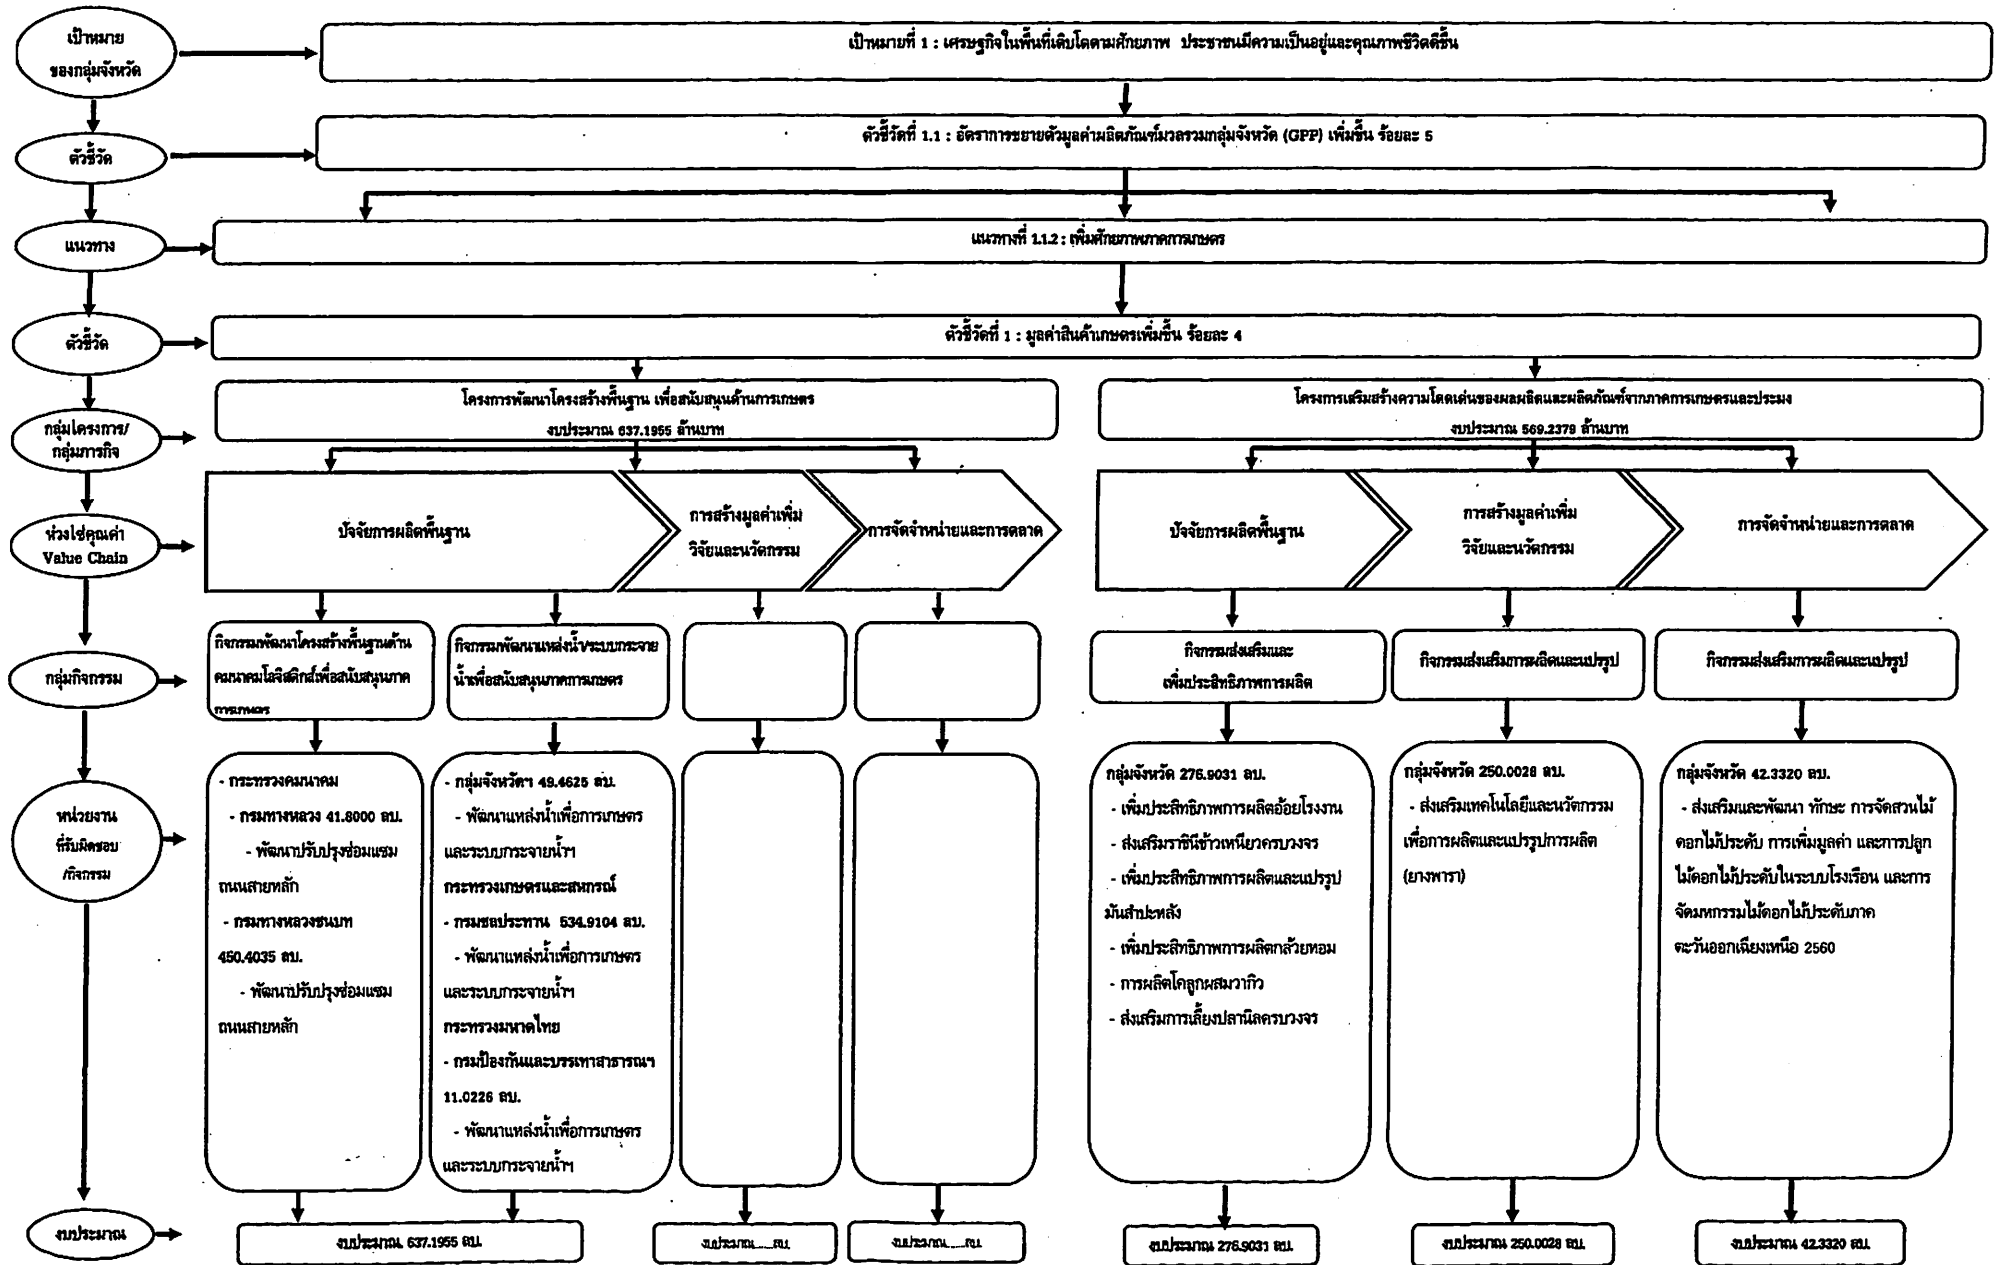 เป้าหมาย
ของกลุ่มจังหวัด
เป้าหมายที่ 1 : เศรษฐกิจในพื้นที่เติบโตตามศักยภาพ ประชาชนมีความเป็นอยู่และคุณภาพชีวิตดีขึ้น
ตัวชี้วัด
ตัวชี้วัดที่ 1.1 : อัตราการขยายตัวมูลค่าผลิตภัณฑ์มวลรวมกลุ่มจังหวัด (GPP) เพิ่มขึ้น ร้อยละ 5
แนวทาง
แนวทางที่ 1.1.2 : เพิ่มศักยภาพภาคการเกษตร
ตัวชี้วัด
ตัวชี้วัดที่ 1 : มูลค่าสินค้าเกษตรเพิ่มขึ้น ร้อยละ 4
กลุ่มโครงการ/
กลุ่มภารกิจ
โครงการพัฒนาโครงสร้างพื้นฐาน เพื่อสนับสนุนด้านการเกษตร
งบประมาณ 637.1955 ล้านบาท
โครงการเสริมสร้างความโดดเด่นของผลผลิตและผลิตภัณฑ์จากภาคการเกษตรและประมง
งบประมาณ 569.2379 ล้านบาท
ห่วงโซ่คุณค่า
Value Chain
ปัจจัยการผลิตพื้นฐาน
การสร้างมูลค่าเพิ่ม
วิจัยและนวัตกรรม
การจัดจำหน่ายและการตลาด
ปัจจัยการผลิตพื้นฐาน
การสร้างมูลค่าเพิ่ม
วิจัยและนวัตกรรม
การจัดจำหน่ายและการตลาด
กลุ่มกิจกรรม
กิจกรรมพัฒนาโครงสร้างพื้นฐานด้าน
คมนาคมโลจิสติกส์เพื่อสนับสนุนภาค
การเกษตร
กิจกรรมพัฒนาแหล่งน้ำ/ระบบกระจาย
น้ำเพื่อสนับสนุนภาคการเกษตร
กิจกรรมส่งเสริมและ
เพิ่มประสิทธิภาพการผลิต
กิจกรรมส่งเสริมการผลิตและแปรรูป
กิจกรรมส่งเสริมการผลิตและแปรรูป
หน่วยงาน
ที่รับผิดชอบ
/กิจกรรม
- กระทรวงคมนาคม
- กรมทางหลวง 41.8000 ลบ.
- พัฒนาปรับปรุงซ่อมแซม
ถนนสายหลัก
- กรมทางหลวงชนบท
450.4035 ลบ.
- พัฒนาปรับปรุงซ่อมแซม
ถนนสายหลัก
- กลุ่มจังหวัดฯ 49.4625 ลบ.
- พัฒนาแหล่งน้ำเพื่อการเกษตร
และระบบกระจายน้ำฯ
กระทรวงเกษตรและสหกรณ์
- กรมชลประทาน 534.9104 ลบ.
- พัฒนาแหล่งน้ำเพื่อการเกษตร
และระบบกระจายน้ำฯ
กระทรวงมหาดไทย
- กรมป้องกันและบรรเทาสาธารณฯ
11.0226 ลบ.
- พัฒนาแหล่งน้ำเพื่อการเกษตร
และระบบกระจายน้ำฯ
กลุ่มจังหวัด 276.9031 ลบ.
- เพิ่มประสิทธิภาพการผลิตอ้อยโรงงาน
- ส่งเสริมราชินีข้าวเหนียวครบวงจร
- เพิ่มประสิทธิภาพการผลิตและแปรรูป
มันสำปะหลัง
- เพิ่มประสิทธิภาพการผลิตกล้วยหอม
- การผลิตโคลูกผสมวากิว
- ส่งเสริมการเลี้ยงปลานิลครบวงจร
กลุ่มจังหวัด 250.0028 ลบ.
- ส่งเสริมเทคโนโลยีและนวัตกรรม
เพื่อการผลิตและแปรรูปการผลิต
(ยางพารา)
กลุ่มจังหวัด 42.3320 ลบ.
- ส่งเสริมและพัฒนา ทักษะ การจัดสวนไม้
ดอกไม้ประดับ การเพิ่มมูลค่า และการปลูก
ไม้ดอกไม้ประดับในระบบโรงเรือน และการ
จัดมหกรรมไม้ดอกไม้ประดับภาค
ตะวันออกเฉียงเหนือ 2560
งบประมาณ
งบประมาณ 637.1955 ลบ.
งบประมาณ......ลบ.
งบประมาณ......ลบ.
งบประมาณ 276.9031 ลบ.
งบประมาณ 250.0028 ลบ.
งบประมาณ 42.3320 ลบ.